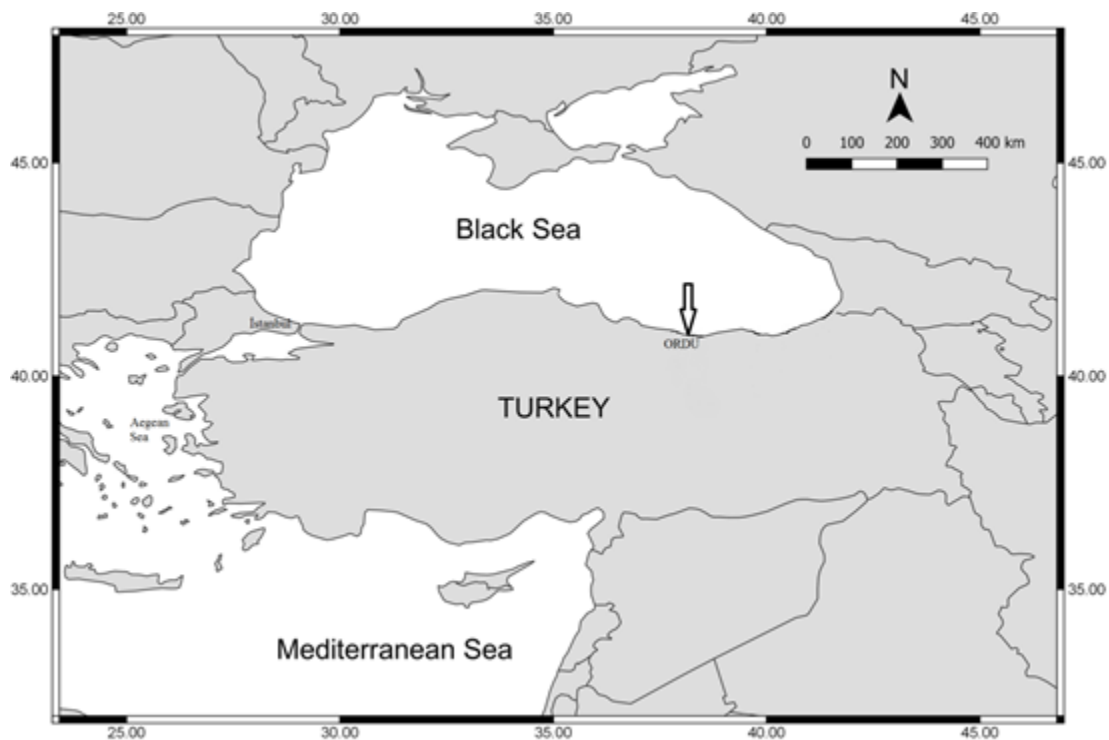 25.00 30.00 35.00 40.00 45.00
N
0 100 200 300 400 km
45.00 45.00
Black Sea
İstanbul
ORDU
40.00 40.00
TURKEY
Aegean
Sea
35.00 35.00
Mediterranean Sea
25.00 30.00 35.00 40.00 45.00